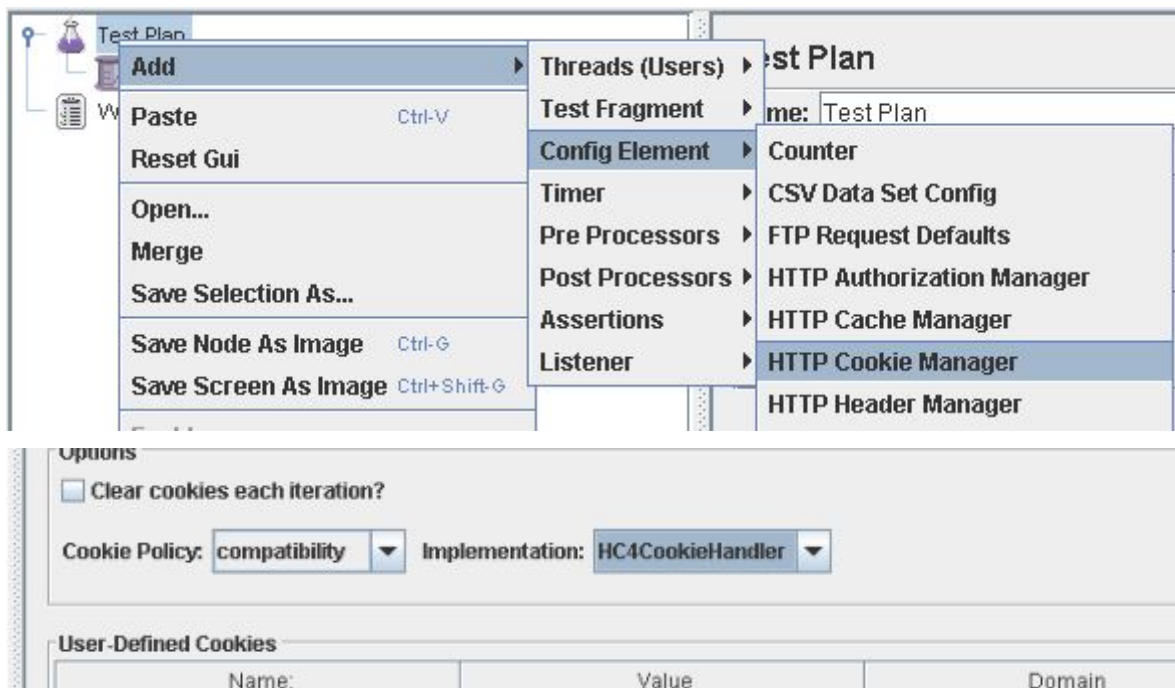 Test Plan
Add
Threads (Users)
est Plan
Test Fragment
me: Test Plan
Paste Ctrl-V
Config Element
Counter
Reset Gui
Timer
CSV Data Set Config
Open...
Pre Processors
FTP Request Defaults
Merge
Post Processors
HTTP Authorization Manager
Save Selection As...
Assertions
HTTP Cache Manager
Save Node As Image Ctrl-G
Listener
HTTP Cookie Manager
Save Screen As Image Ctrl+Shift-G
HTTP Header Manager
Options
Clear cookies each iteration?
Cookie Policy: compatibility Implementation: HC4CookieHandler
User-Defined Cookies
Name: Value Domain